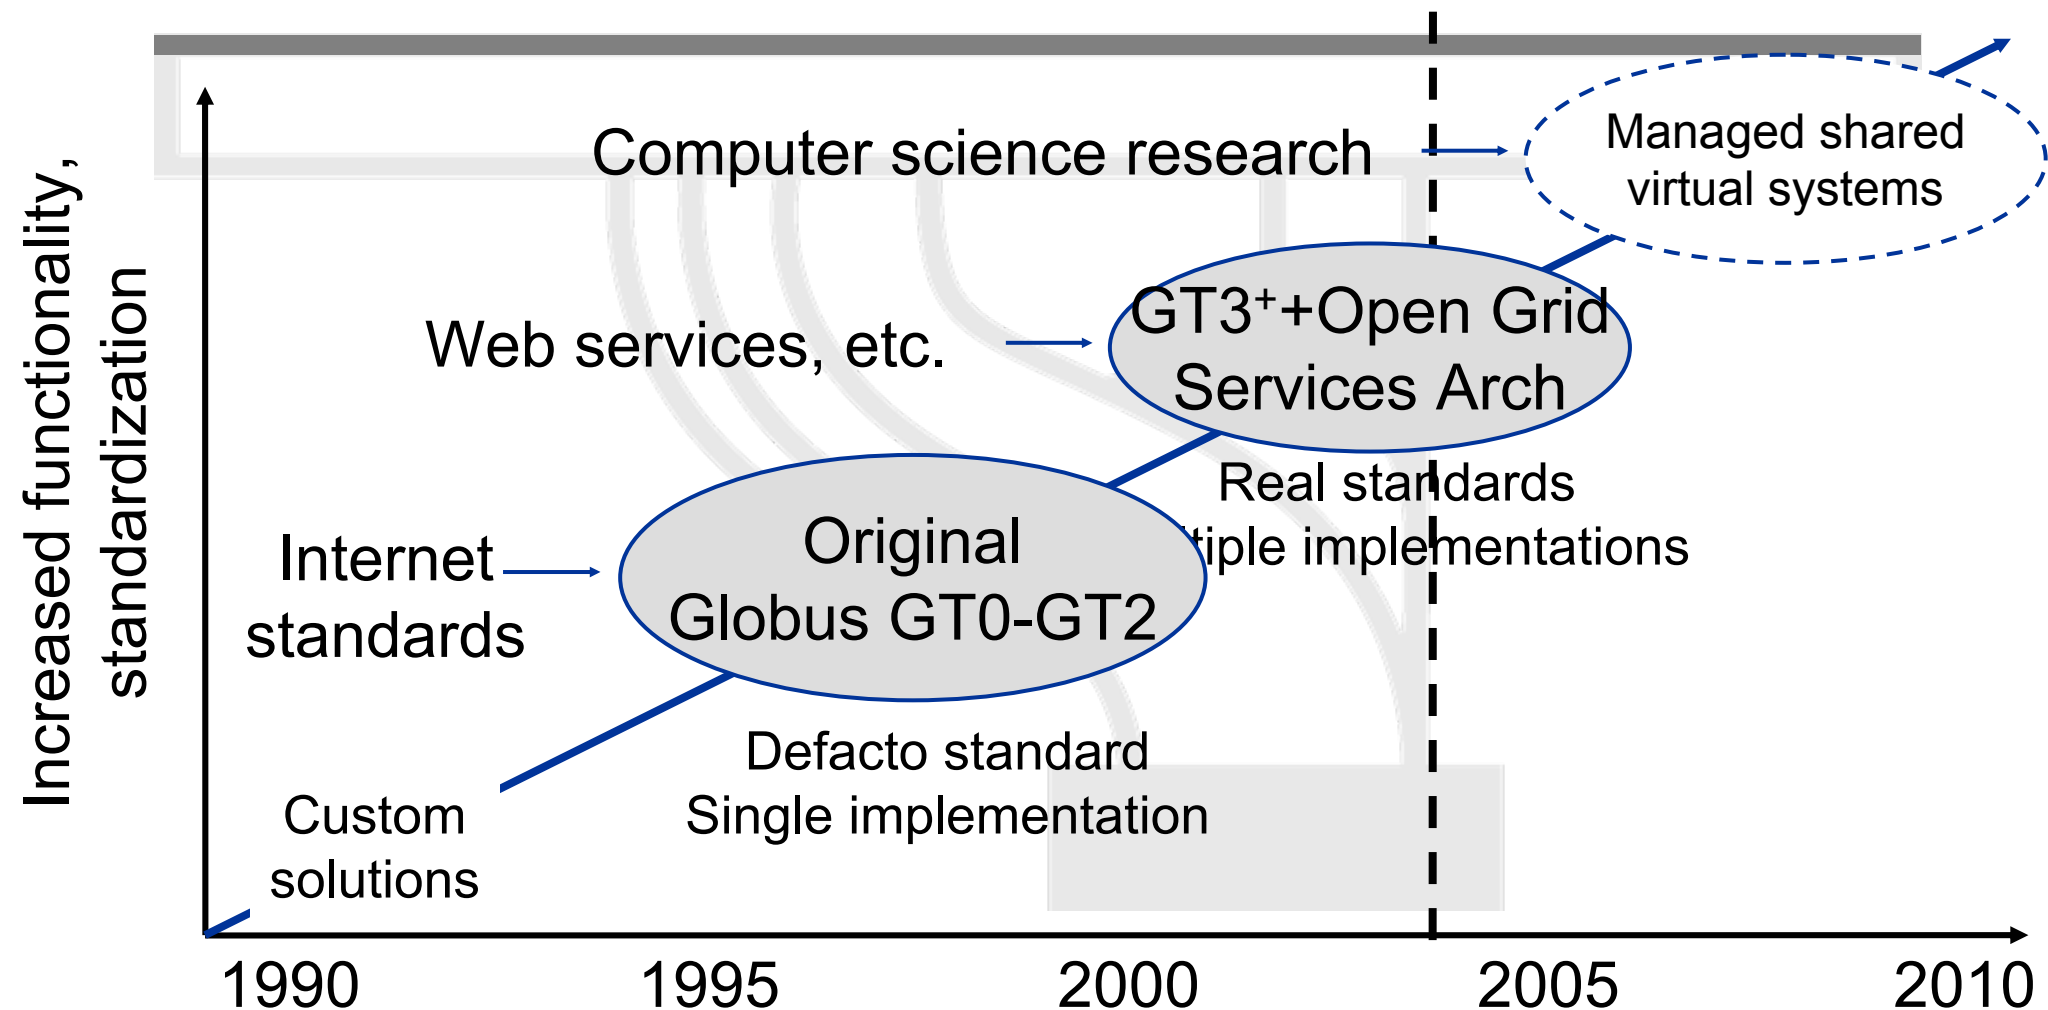 Increased functionality,
standardization
Computer science research
Managed shared
virtual systems
Web services, etc.
GT3⁺+Open Grid
Services Arch
Real standards
tiple implementations
Internet
standards
Original
Globus GT0-GT2
Defacto standard
Single implementation
Custom
solutions
1990 1995 2000 2005 2010